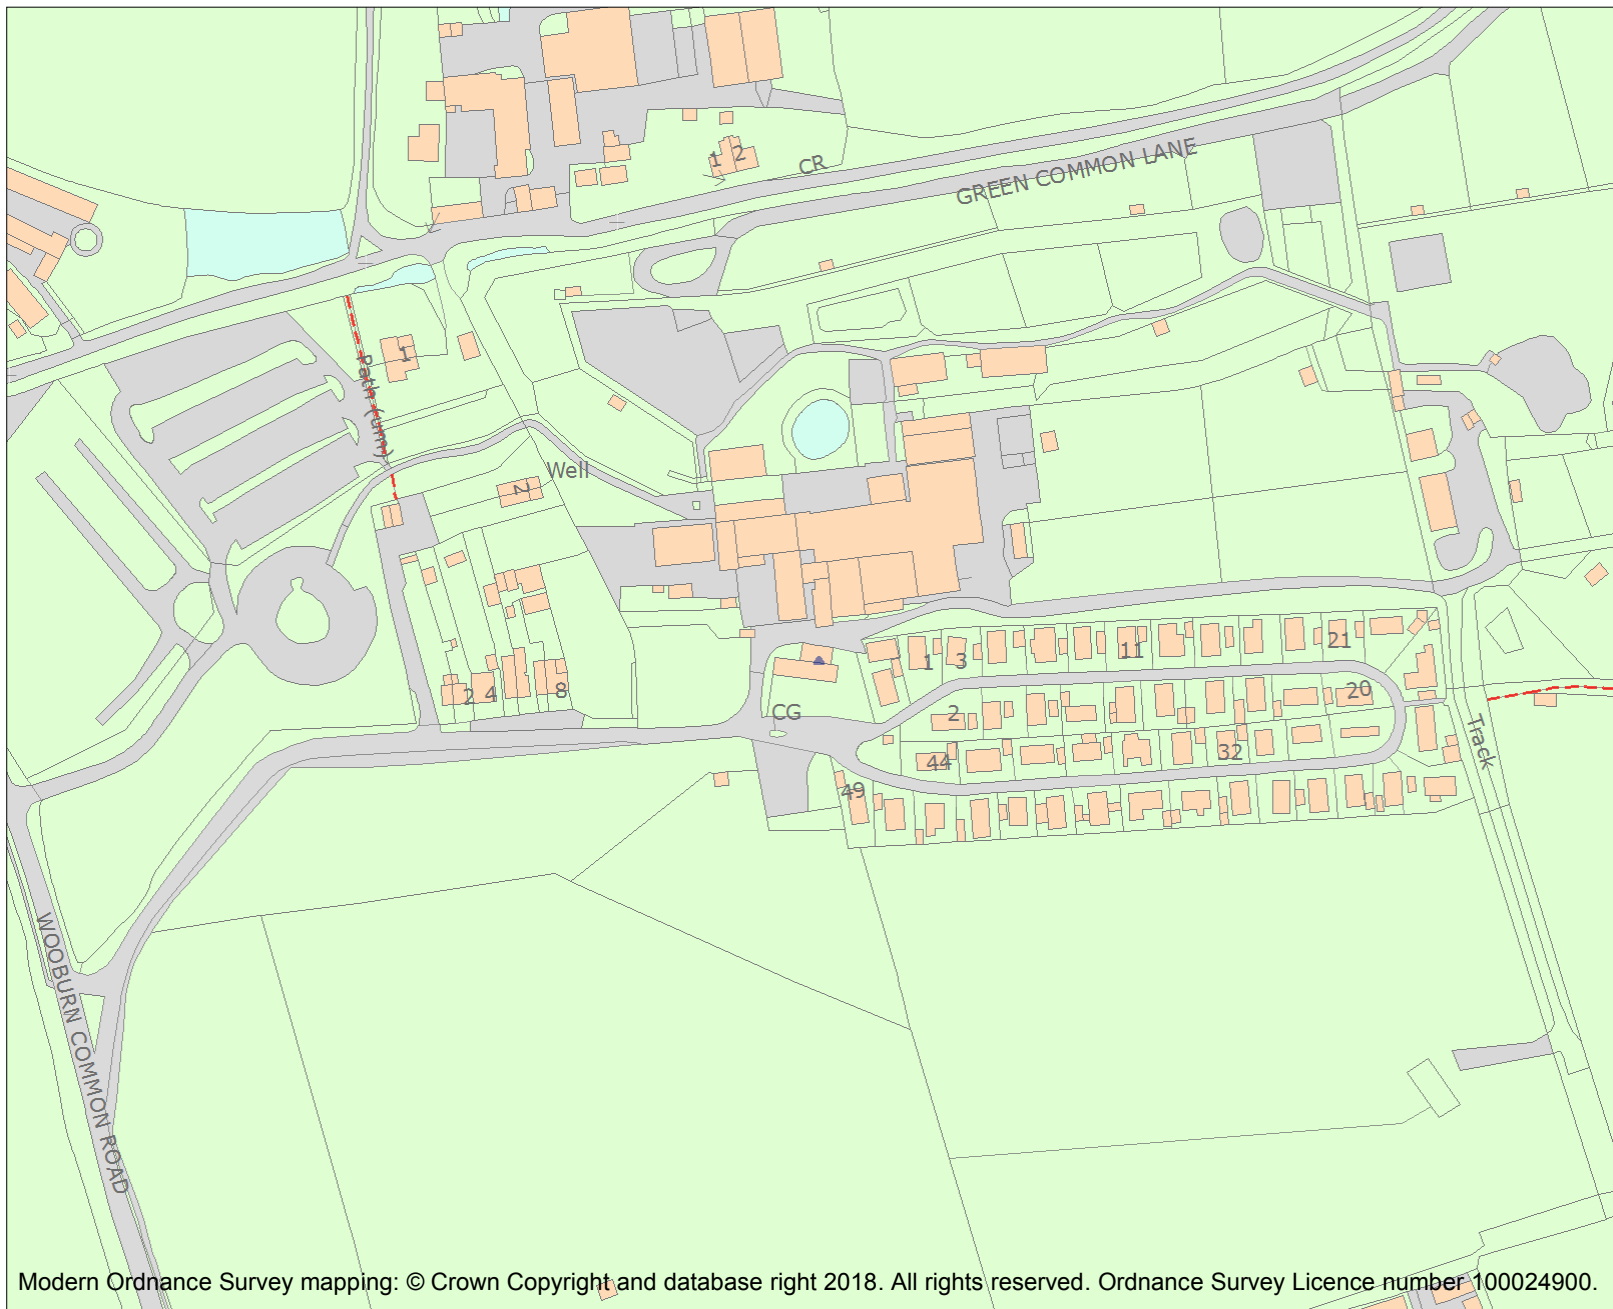 1 2
CR
GREEN COMMON LANE
1
Path (um)
Well
2
2 4
8
1
3
11
21
CG
2
20
44
32
49
Track
WOOBURN COMMON ROAD
Modern Ordnance Survey mapping: © Crown Copyright and database right 2018. All rights reserved. Ordnance Survey Licence number 100024900.